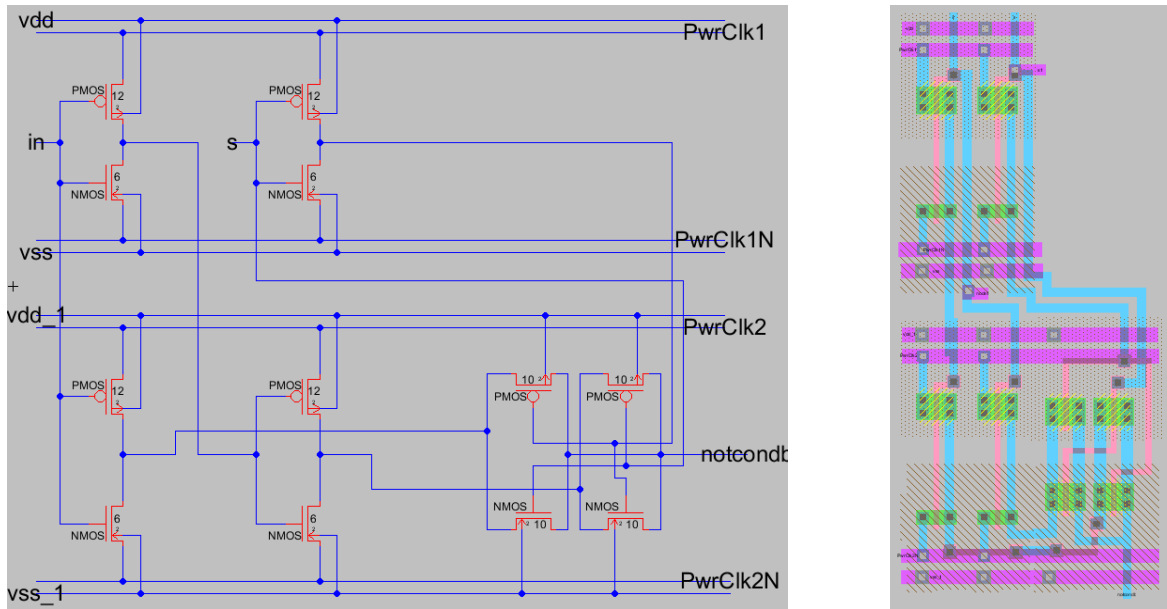 vdd
PwrClk1
PMOS 12 2
PMOS 12 2
in
s
6
NMOS 2
6
NMOS 2
PwrClk1N
vss
+
vdd_1
PwrClk2
10 2
PMOS
10 2
PMOS
PMOS 12 2
PMOS 12 2
notcondb
6
NMOS 2
6
NMOS 2
NMOS
2 10
NMOS
2 10
PwrClk2N
vss_1